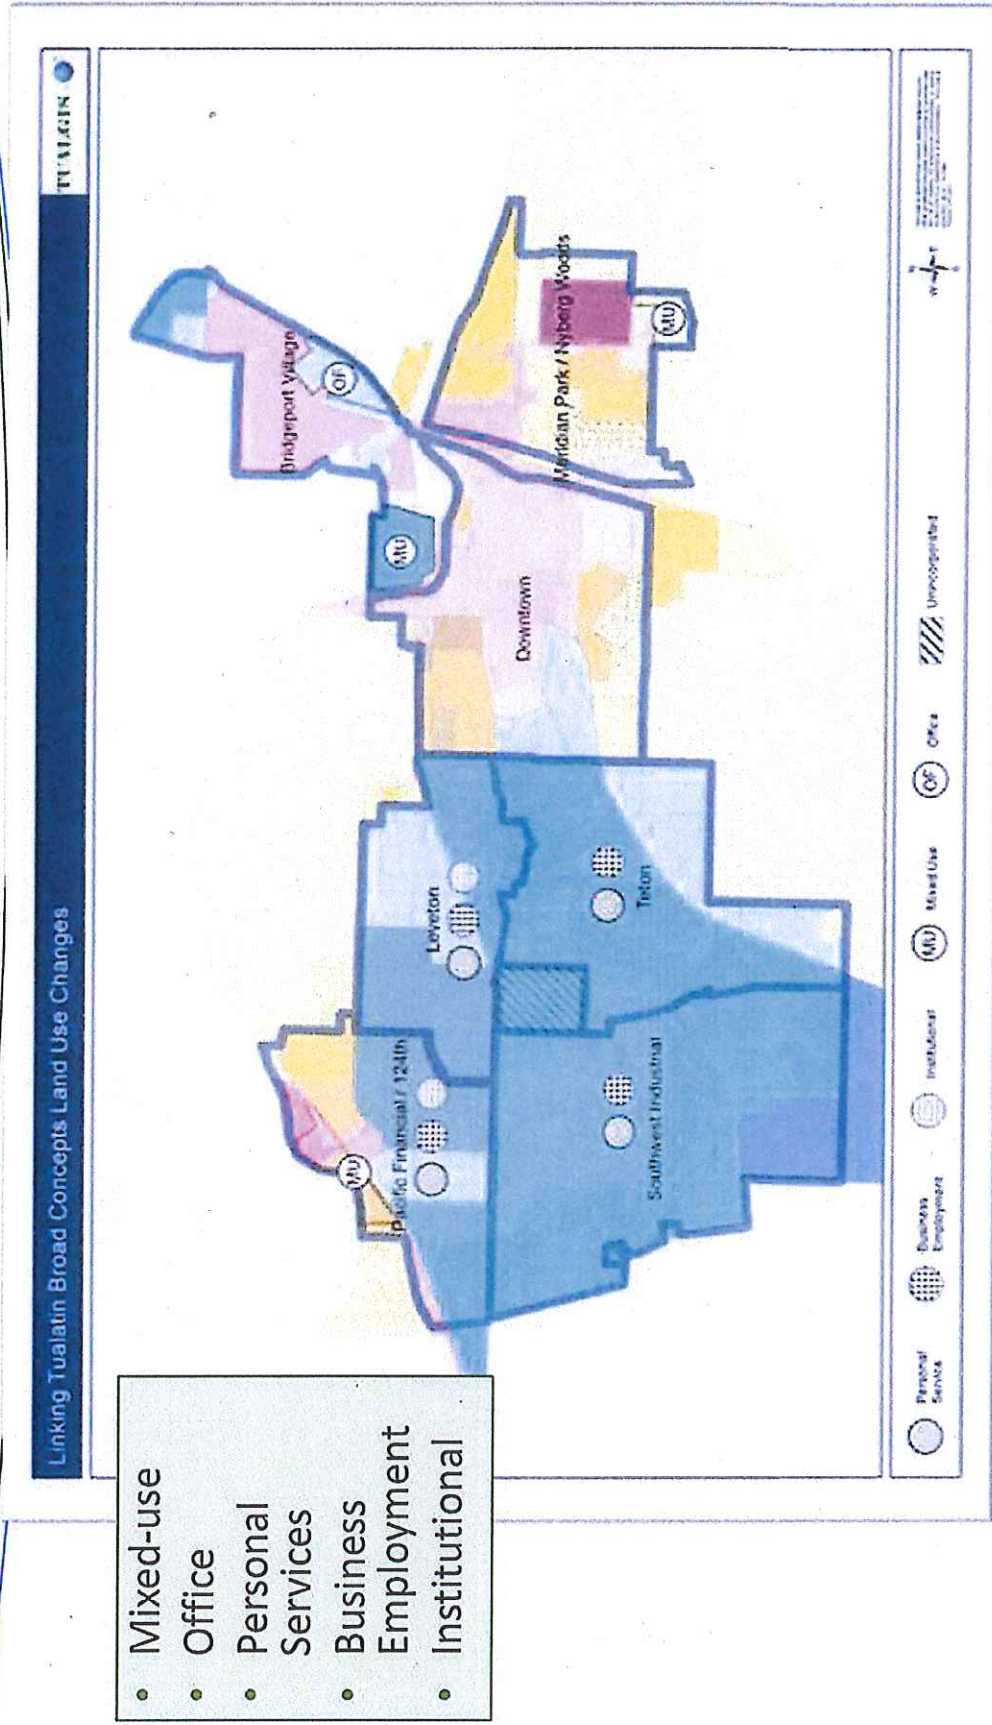 • Mixed-use
• Office
• Personal
Services
• Business
Employment
• Institutional
Linking Tualatin Broad Concepts Land Use Changes
TUALGIS
Bridgeport Village
OF
MU
Meridian Park / Nyberg Woods
MU
Downtown
Leveton
Teton
Pacific Financial / 124th
MU
Southwest Industrial
Personal
Service
Business
Employment
Institutional
MU
Mixed Use
OF
Office
Unincorporated